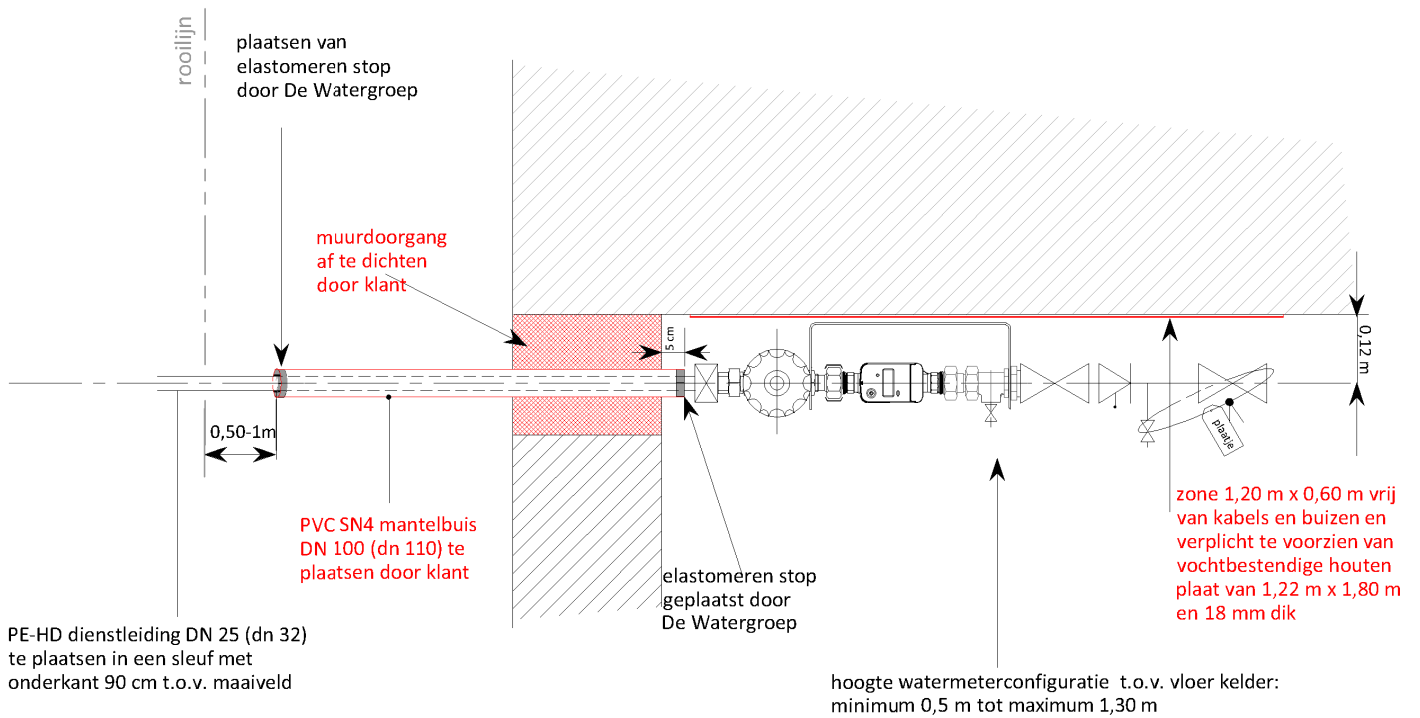 rooilijn
plaatsen van
elastomeren stop
door De Watergroep
muurdoorgang
af te dichten
door klant
5 cm
0,12 m
0,50-1m
plaatje
PVC SN4 mantelbuis
DN 100 (dn 110) te
plaatsen door klant
zone 1,20 m x 0,60 m vrij
van kabels en buizen en
verplicht te voorzien van
vochtbestendige houten
plaat van 1,22 m x 1,80 m
en 18 mm dik
elastomeren stop
geplaatst door
De Watergroep
PE-HD dienstleiding DN 25 (dn 32)
te plaatsen in een sleuf met
onderkant 90 cm t.o.v. maaiveld
hoogte watermeterconfiguratie t.o.v. vloer kelder:
minimum 0,5 m tot maximum 1,30 m